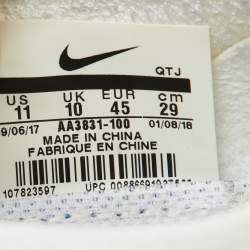 QTJ
US UK EUR cm
11 10 45 29
9/06/17 AA3831-100 01/08/18
MADE IN CHINA
FABRIQUE EN CHINE
107823597
UPC